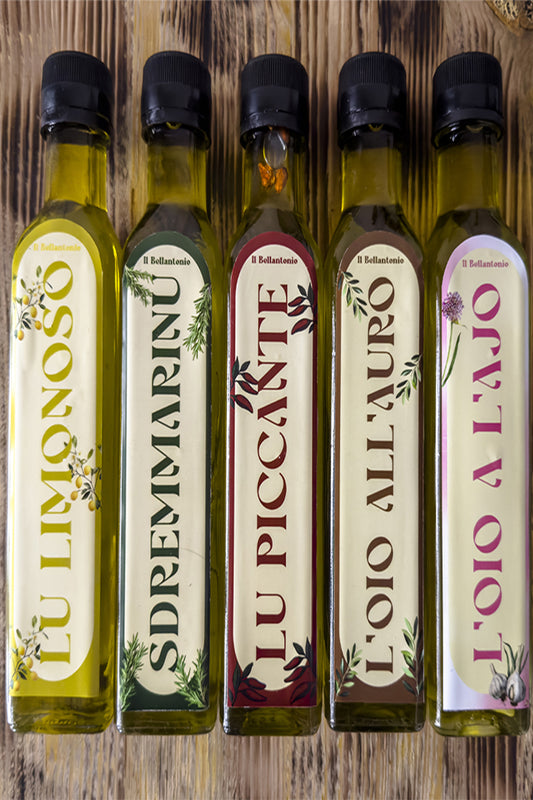 Il Bellantonio
LU LIMONOSO
Il Bellantonio
SDREMMARINU
Il Bellantonio
LU PICCANTE
Il Bellantonio
L'OIO ALL'AURO
Il Bellantonio
L'OIO A L'AJO